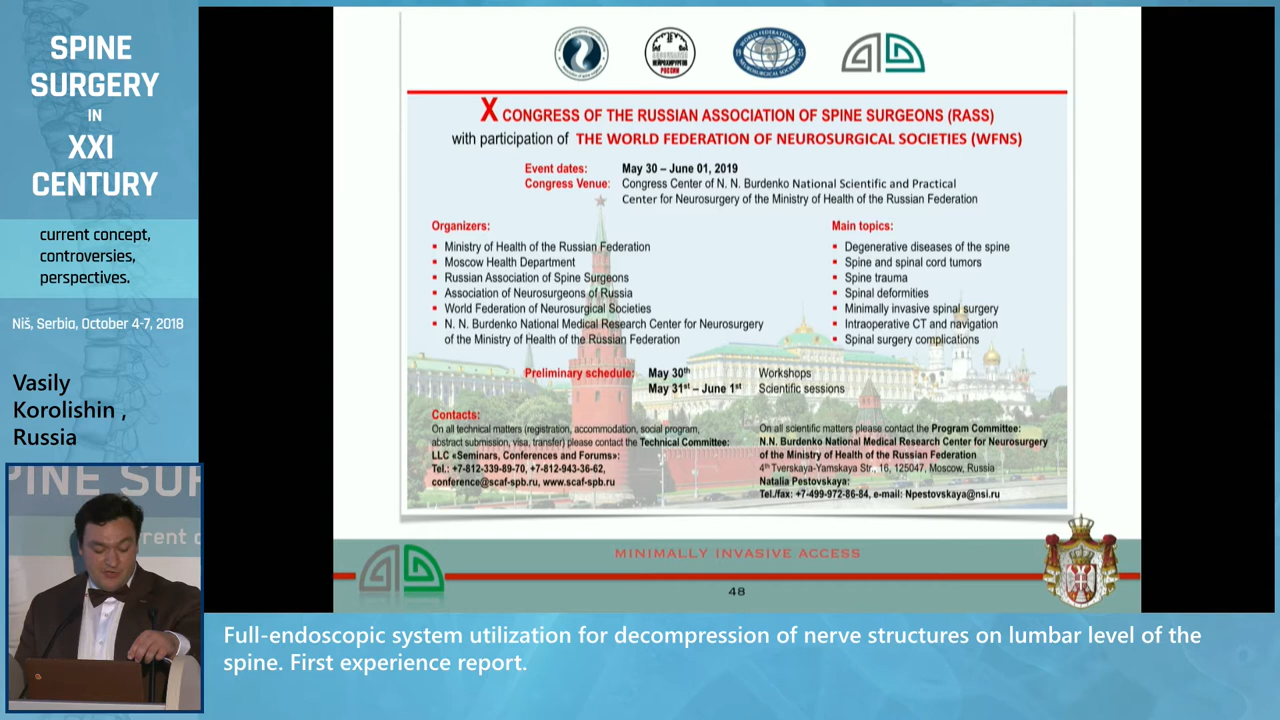 SPINE
SURGERY
IN
XXI
CENTURY
current concept,
controversies,
perspectives.
Niš, Serbia, October 4-7, 2018
Vasily
Korolishin ,
Russia
PINE SUR
rrent c
X CONGRESS OF THE RUSSIAN ASSOCIATION OF SPINE SURGEONS (RASS)
with participation of THE WORLD FEDERATION OF NEUROSURGICAL SOCIETIES (WFNS)
Event dates: May 30 – June 01, 2019
Congress Venue: Congress Center of N. N. Burdenko National Scientific and Practical
Center for Neurosurgery of the Ministry of Health of the Russian Federation
Organizers:
▪ Ministry of Health of the Russian Federation
▪ Moscow Health Department
▪ Russian Association of Spine Surgeons
▪ Association of Neurosurgeons of Russia
▪ World Federation of Neurosurgical Societies
▪ N. N. Burdenko National Medical Research Center for Neurosurgery
of the Ministry of Health of the Russian Federation
Main topics:
▪ Degenerative diseases of the spine
▪ Spine and spinal cord tumors
▪ Spine trauma
▪ Spinal deformities
▪ Minimally invasive spinal surgery
▪ Intraoperative CT and navigation
▪ Spinal surgery complications
Preliminary schedule: May 30th Workshops
May 31st – June 1st Scientific sessions
Contacts:
On all technical matters (registration, accommodation, social program,
abstract submission, visa, transfer) please contact the Technical Committee:
LLC «Seminars, Conferences and Forums»:
Tel.: +7-812-339-89-70, +7-812-943-36-62,
conference@scaf-spb.ru, www.scaf-spb.ru
On all scientific matters please contact the Program Committee:
N.N. Burdenko National Medical Research Center for Neurosurgery
of the Ministry of Health of the Russian Federation
4th Tverskaya-Yamskaya Str., 16, 125047, Moscow, Russia
Natalia Pestovskaya:
Tel./fax: +7-499-972-86-84, e-mail: Npestovskaya@nsi.ru
MINIMALLY INVASIVE ACCESS
48
Full-endoscopic system utilization for decompression of nerve structures on lumbar level of the
spine. First experience report.